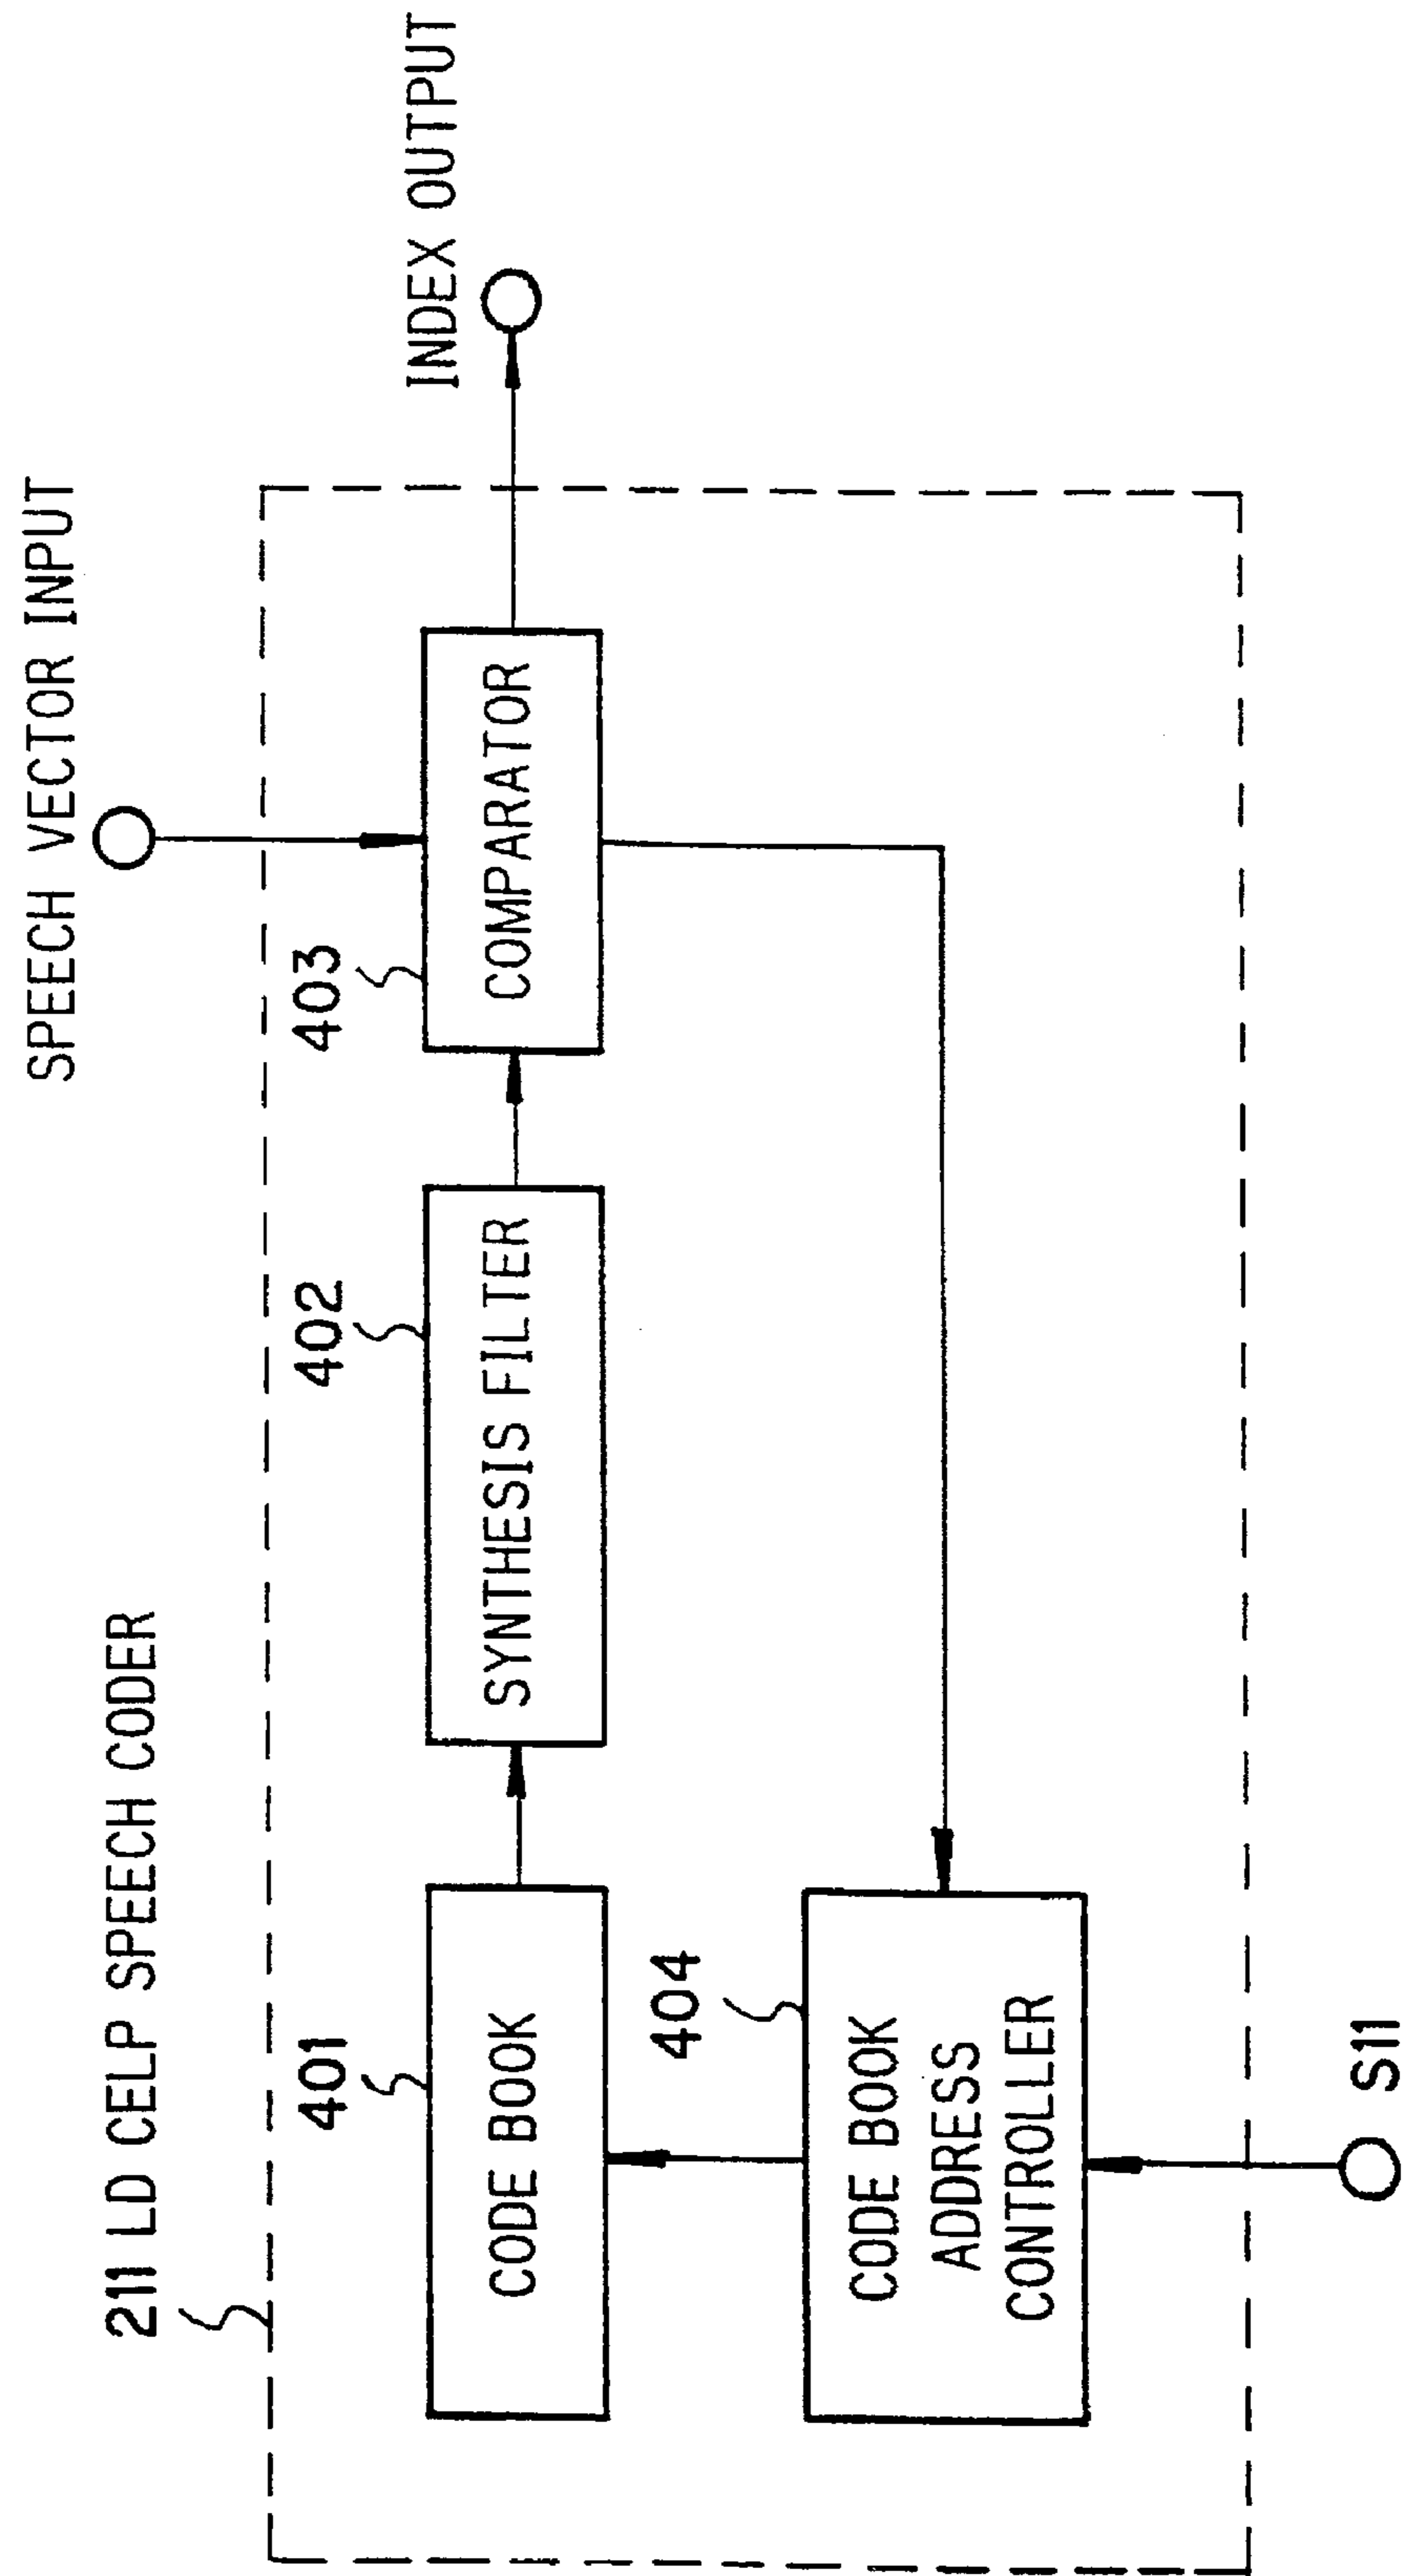 211 LD CELP SPEECH CODER
SPEECH VECTOR INPUT
401
402
403
CODE BOOK
SYNTHESIS FILTER
COMPARATOR
INDEX OUTPUT
404
CODE BOOK
ADDRESS
CONTROLLER
S11